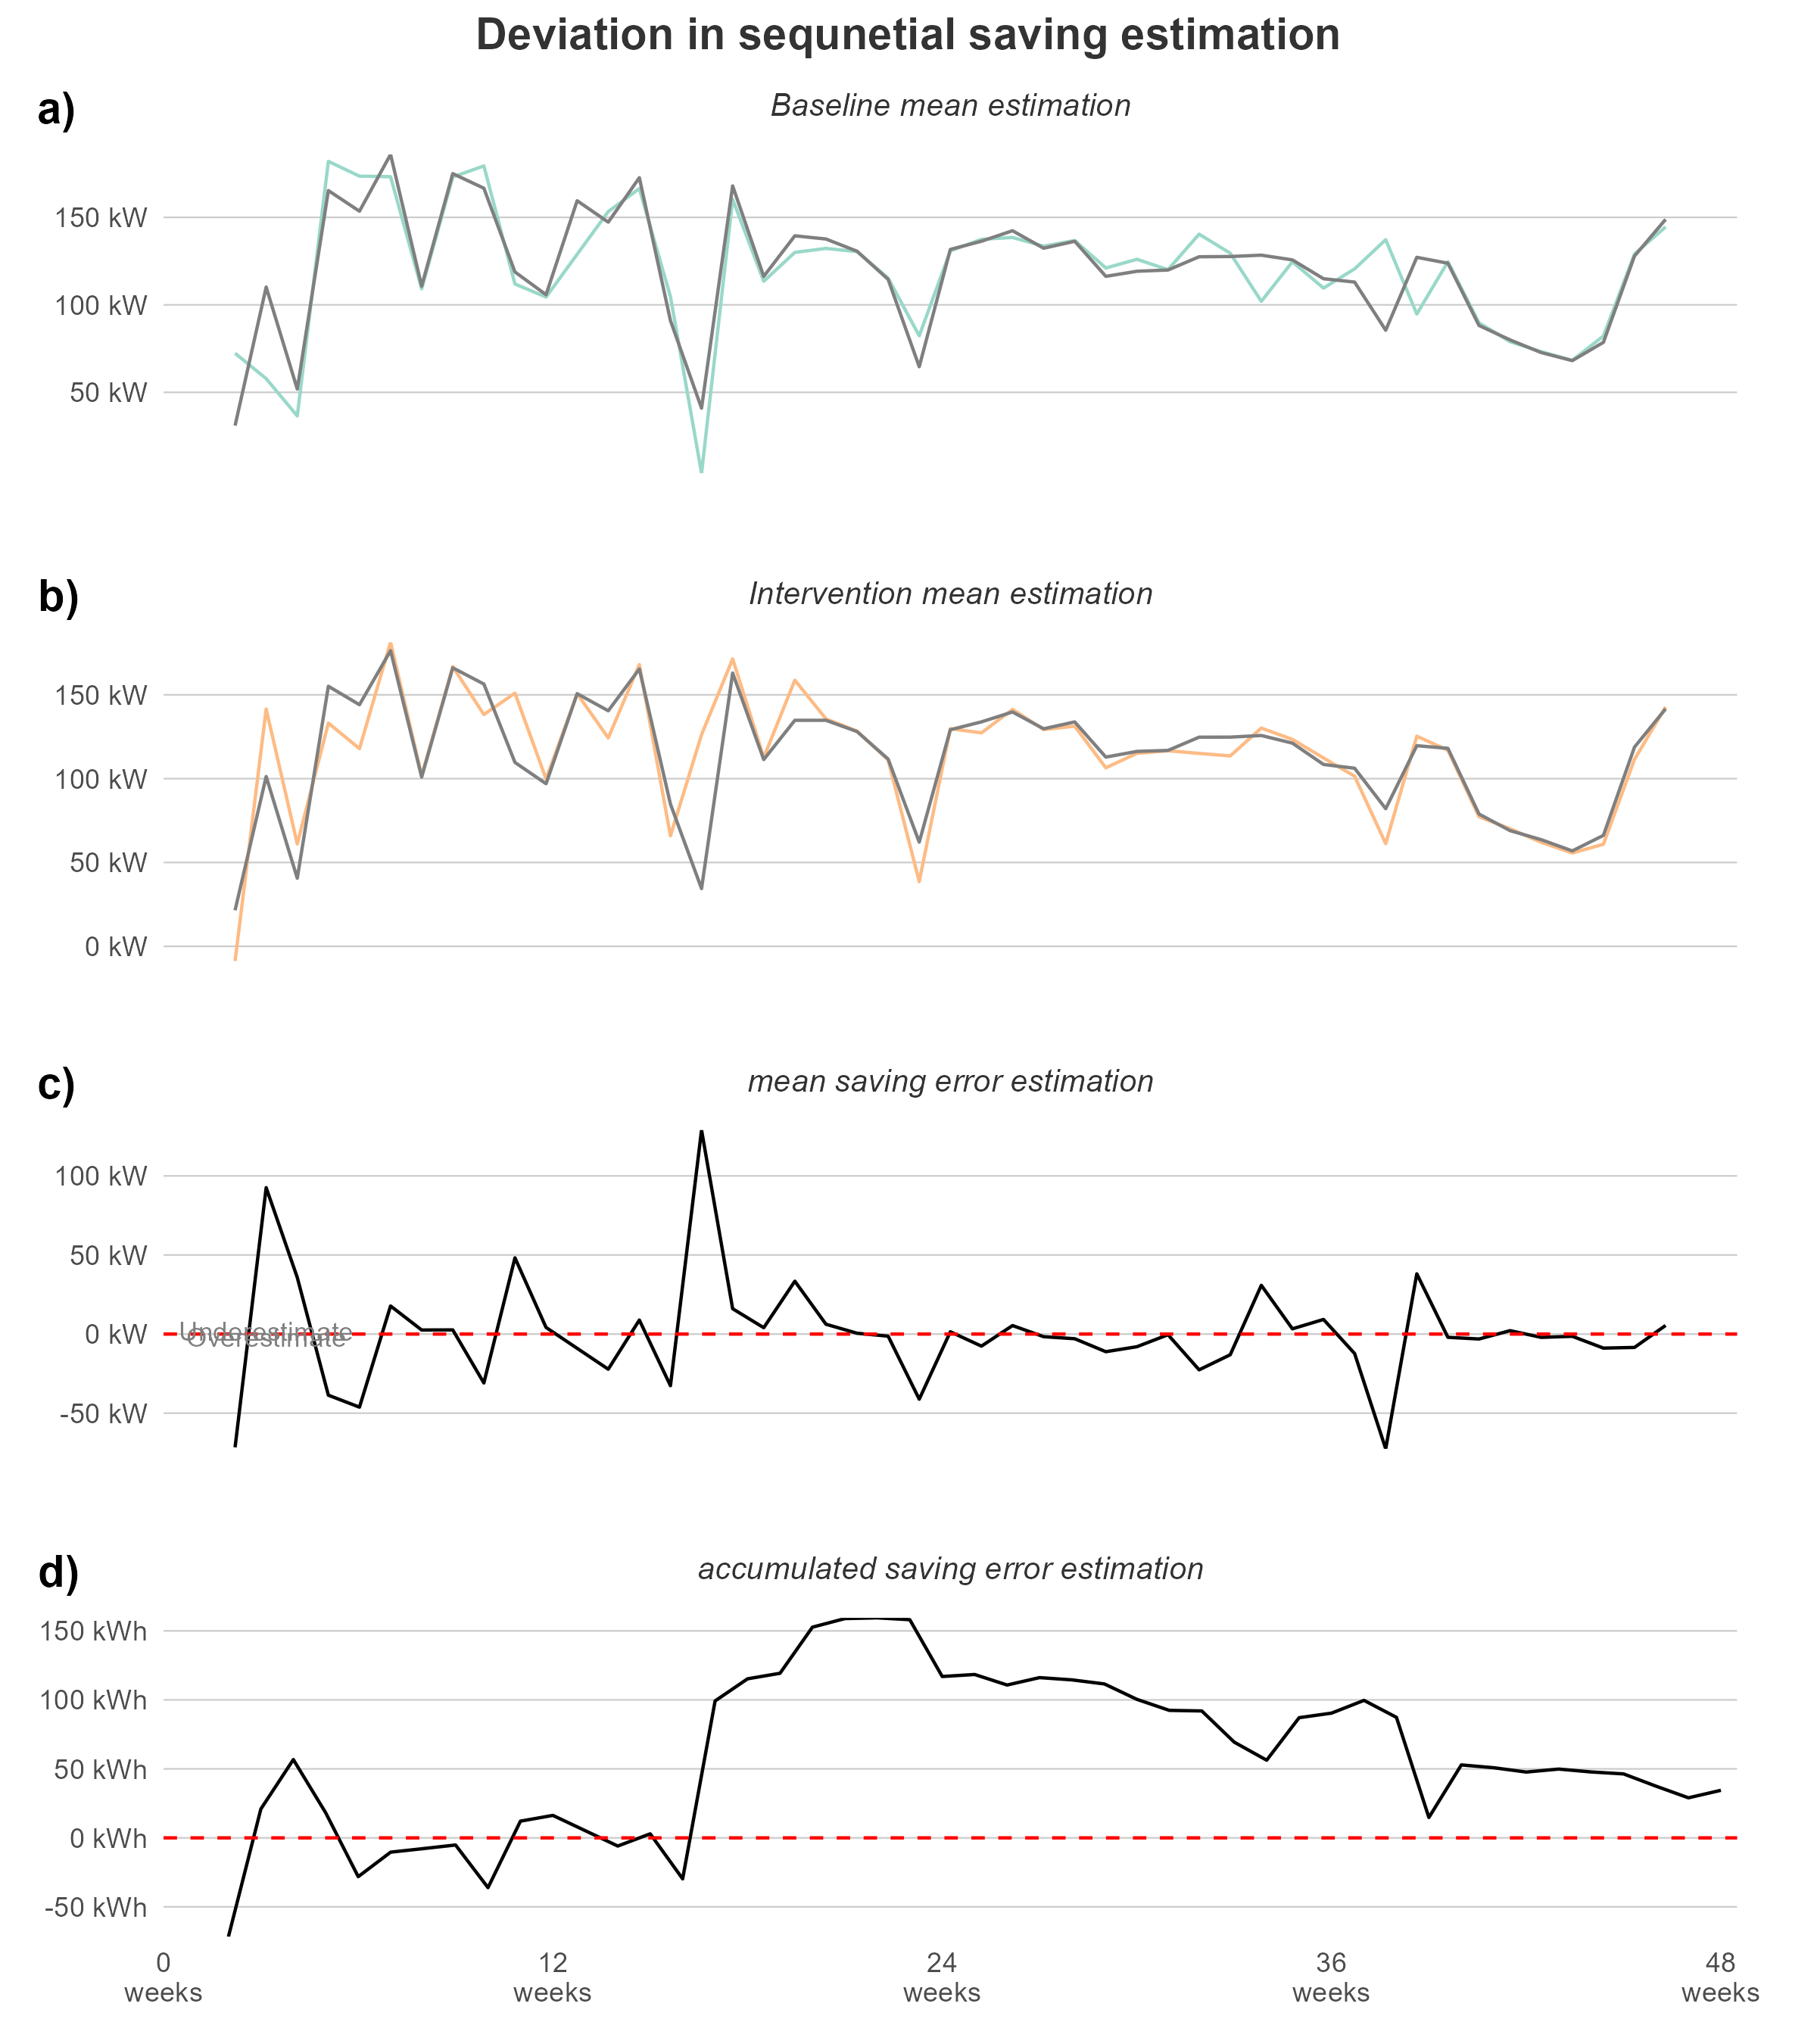 Deviation in sequnetial saving estimation
a)
Baseline mean estimation
150 kW
100 kW
50 kW
b)
Intervention mean estimation
150 kW
100 kW
50 kW
0 kW
c)
mean saving error estimation
100 kW
50 kW
0 kW
-50 kW
Underestimate
Overestimate
d)
accumulated saving error estimation
150 kWh
100 kWh
50 kWh
0 kWh
-50 kWh
0 12 24 36 48
weeks weeks weeks weeks weeks